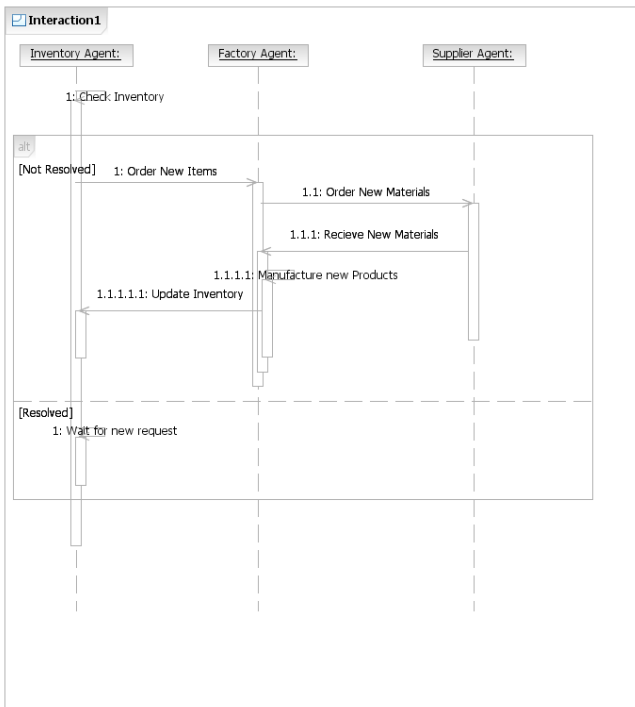 Interaction1
Inventory Agent:
Factory Agent:
Supplier Agent:
1: Check Inventory
alt
[Not Resolved]
1: Order New Items
1.1: Order New Materials
1.1.1: Recieve New Materials
1.1.1.1: Manufacture new Products
1.1.1.1.1: Update Inventory
[Resolved]
1: Wait for new request